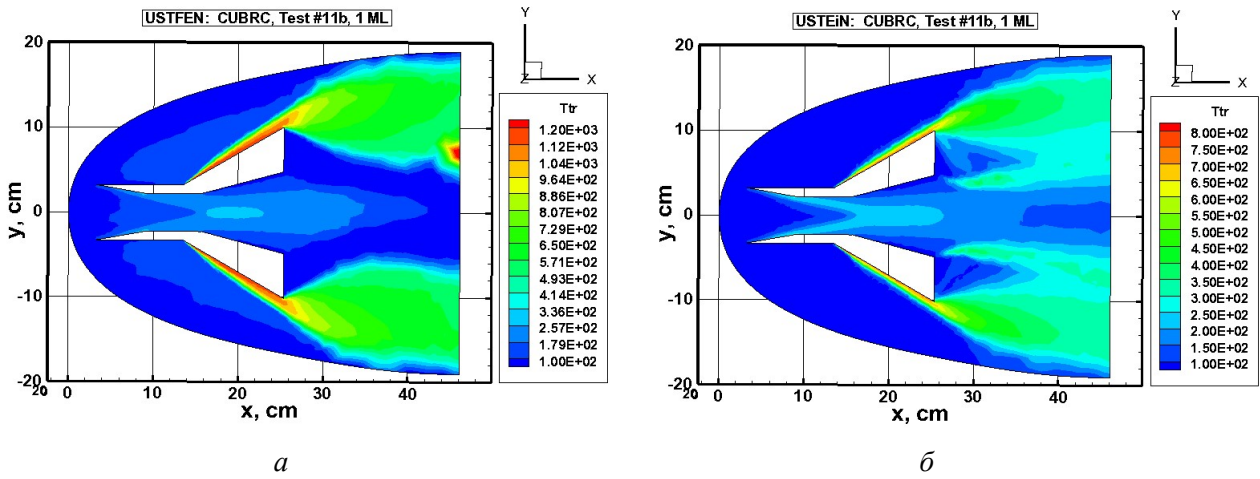 USTFEN: CUBRC, Test #11b, 1 ML
Y
Z X
Ttr
1.20E+03
1.12E+03
1.04E+03
9.64E+02
8.86E+02
8.07E+02
7.29E+02
6.50E+02
5.71E+02
4.93E+02
4.14E+02
3.36E+02
2.57E+02
1.79E+02
1.00E+02
20
10
0
-10
-20
y, cm
20 0 10 20 30 40
x, cm
а
USTEiN: CUBRC, Test #11b, 1 ML
Y
Z X
Ttr
8.00E+02
7.50E+02
7.00E+02
6.50E+02
6.00E+02
5.50E+02
5.00E+02
4.50E+02
4.00E+02
3.50E+02
3.00E+02
2.50E+02
2.00E+02
1.50E+02
1.00E+02
20
10
0
-10
-20
y, cm
20 0 10 20 30 40
x, cm
б